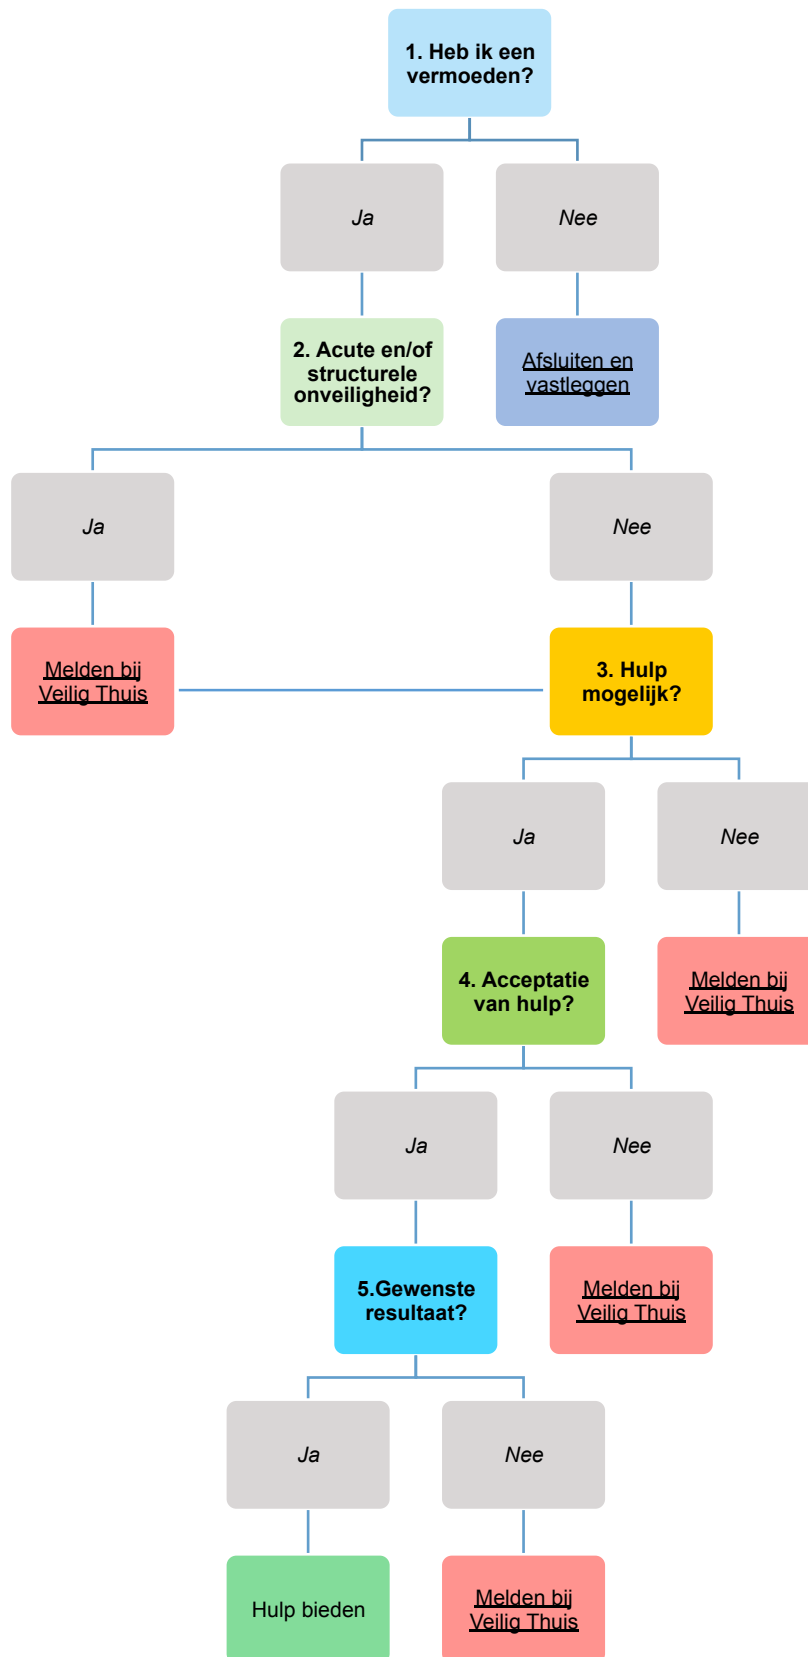 1. Heb ik een
vermoeden?
Ja
Nee
2. Acute en/of
structurele
onveiligheid?
Afsluiten en
vastleggen
Ja
Nee
Melden bij
Veilig Thuis
3. Hulp
mogelijk?
Ja
Nee
4. Acceptatie
van hulp?
Melden bij
Veilig Thuis
Ja
Nee
5.Gewenste
resultaat?
Melden bij
Veilig Thuis
Ja
Nee
Hulp bieden
Melden bij
Veilig Thuis